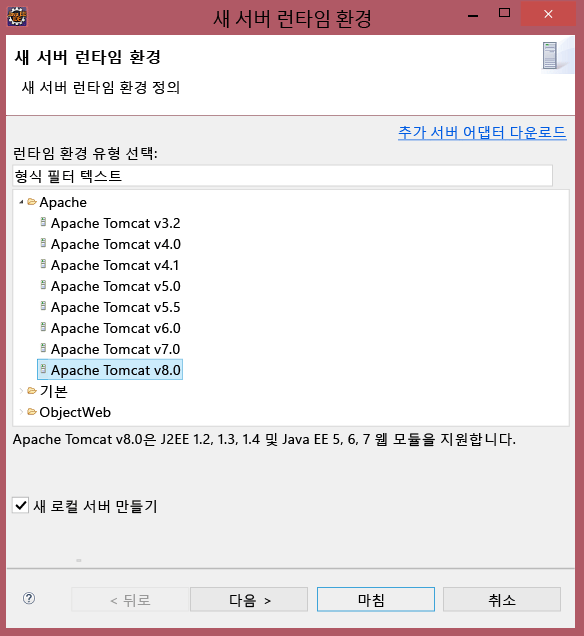 새 서버 런타임 환경
새 서버 런타임 환경
새 서버 런타임 환경 정의
추가 서버 어댑터 다운로드
런타임 환경 유형 선택:
형식 필터 텍스트
Apache
Apache Tomcat v3.2
Apache Tomcat v4.0
Apache Tomcat v4.1
Apache Tomcat v5.0
Apache Tomcat v5.5
Apache Tomcat v6.0
Apache Tomcat v7.0
Apache Tomcat v8.0
기본
ObjectWeb
Apache Tomcat v8.0은 J2EE 1.2, 1.3, 1.4 및 Java EE 5, 6, 7 웹 모듈을 지원합니다.
새 로컬 서버 만들기
? < 뒤로 다음 > 마침 취소